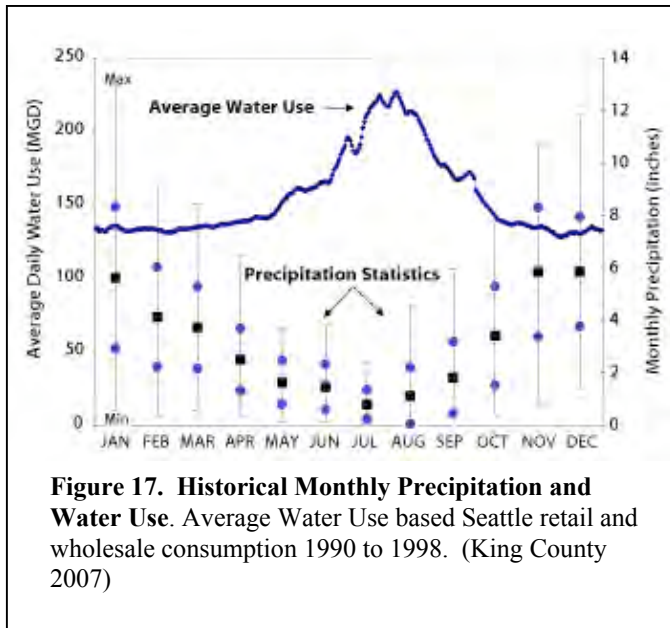 250
200
150
100
50
0
Average Daily Water Use (MGD)
Max
Min
Average Water Use
Precipitation Statistics
14
12
10
8
6
4
2
0
Monthly Precipitation (inches)
JAN FEB MAR APR MAY JUN JUL AUG SEP OCT NOV DEC
Figure 17. Historical Monthly Precipitation and
Water Use. Average Water Use based Seattle retail and
wholesale consumption 1990 to 1998. (King County
2007)